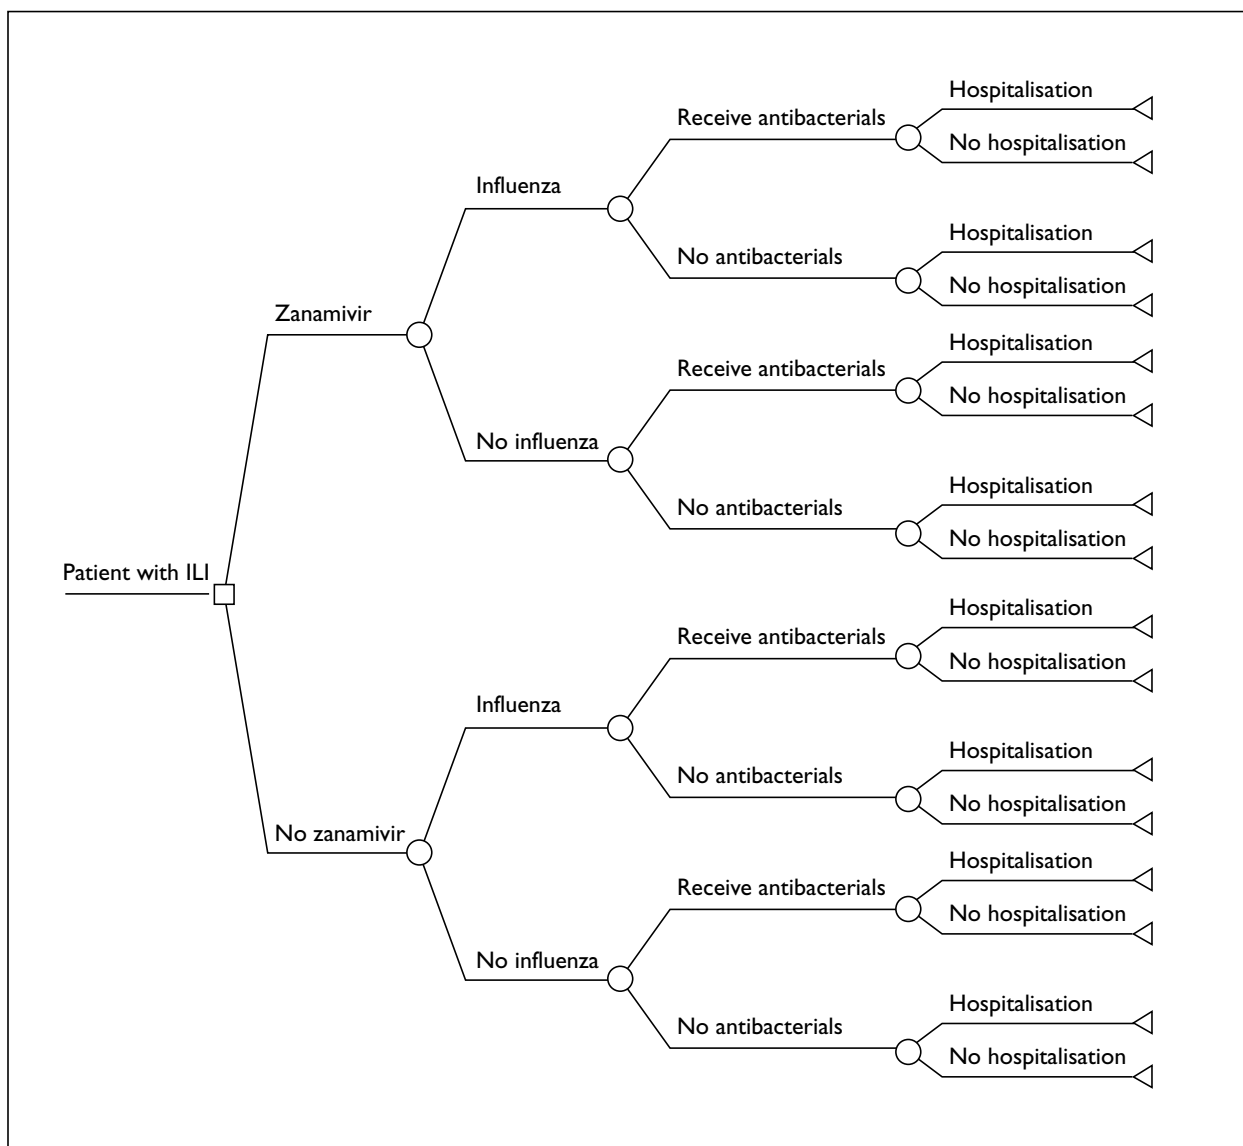 Hospitalisation
Receive antibacterials
No hospitalisation
Influenza
Hospitalisation
No antibacterials
No hospitalisation
Zanamivir
Hospitalisation
Receive antibacterials
No hospitalisation
No influenza
Hospitalisation
No antibacterials
No hospitalisation
Patient with ILI
Hospitalisation
Receive antibacterials
No hospitalisation
Influenza
Hospitalisation
No antibacterials
No hospitalisation
No zanamivir
Hospitalisation
Receive antibacterials
No hospitalisation
No influenza
Hospitalisation
No antibacterials
No hospitalisation